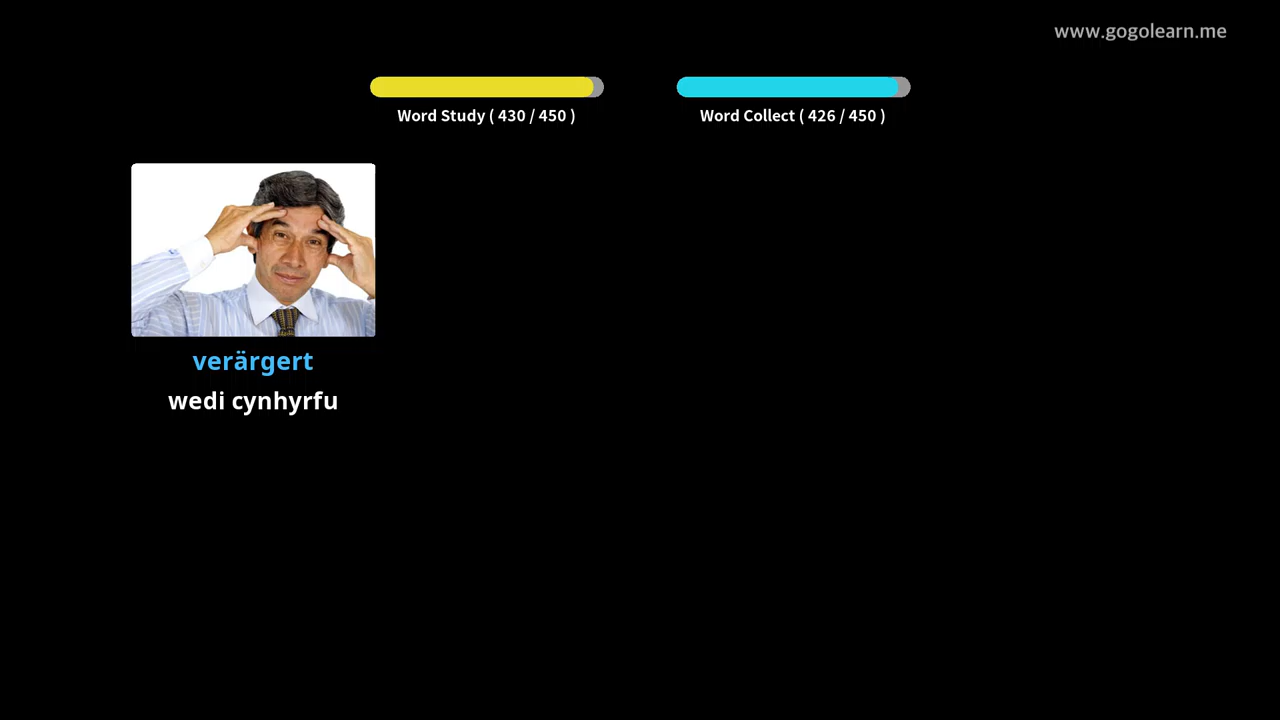 www.gogolearn.me
Word Study ( 430 / 450 )
Word Collect ( 426 / 450 )
verärgert
wedi cynhyrfu